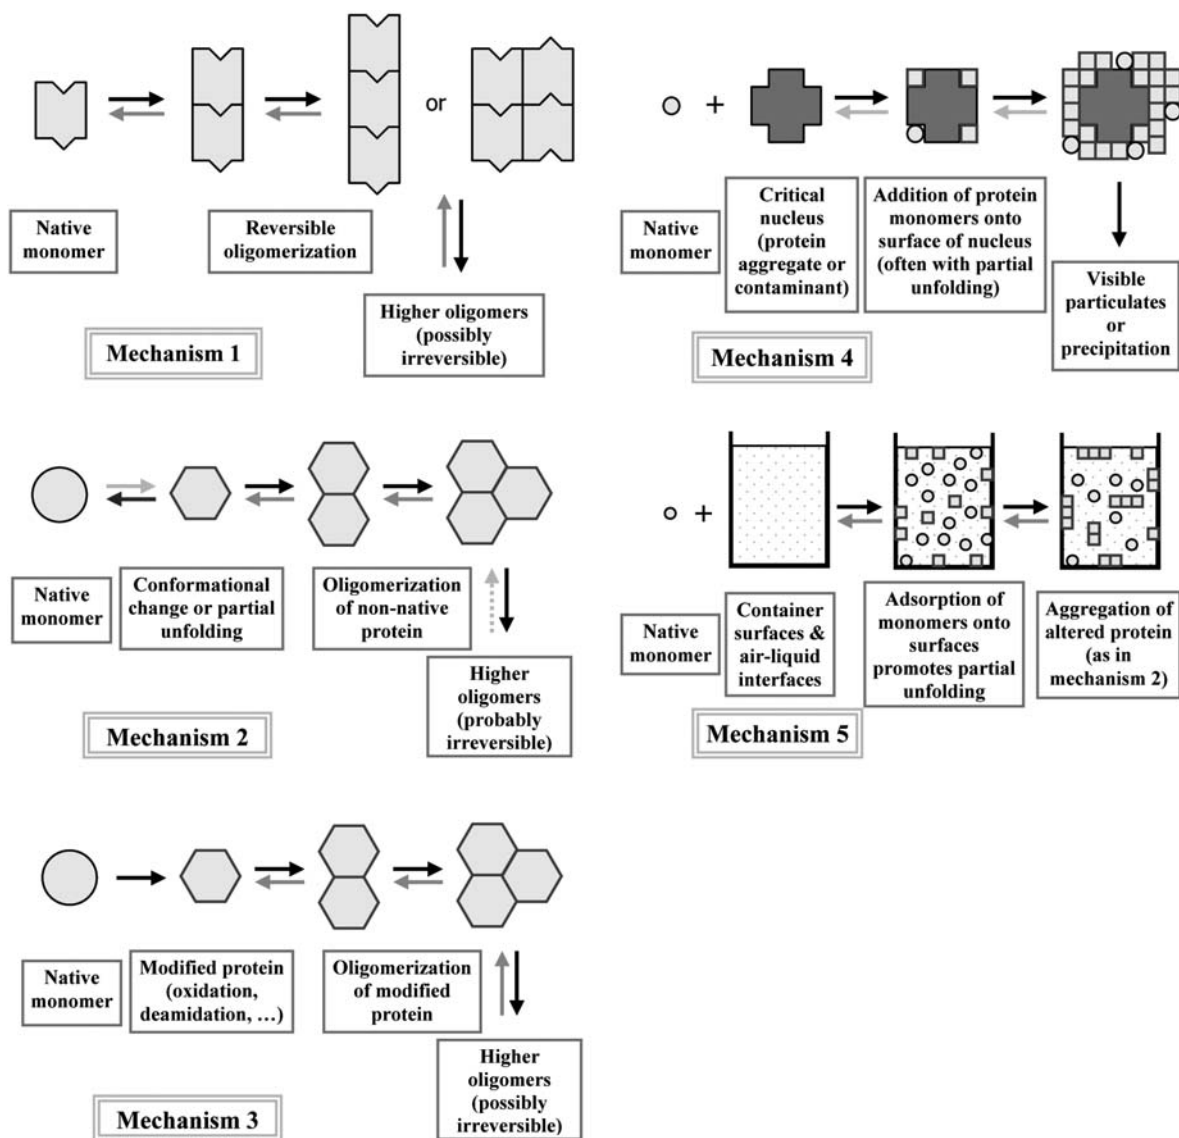 or
Native
monomer
Reversible
oligomerization
Higher oligomers
(possibly
irreversible)
Mechanism 1
Native
monomer
Conformational
change or partial
unfolding
Oligomerization
of non-native
protein
Higher
oligomers
(probably
irreversible)
Mechanism 2
Native
monomer
Modified protein
(oxidation,
deamidation, …)
Oligomerization
of modified
protein
Higher
oligomers
(possibly
irreversible)
Mechanism 3
+
Native
monomer
Critical
nucleus
(protein
aggregate or
contaminant)
Addition of protein
monomers onto
surface of nucleus
(often with partial
unfolding)
Visible
particulates
or
precipitation
Mechanism 4
+
Native
monomer
Container
surfaces &
air-liquid
interfaces
Adsorption of
monomers onto
surfaces
promotes partial
unfolding
Aggregation of
altered protein
(as in
mechanism 2)
Mechanism 5